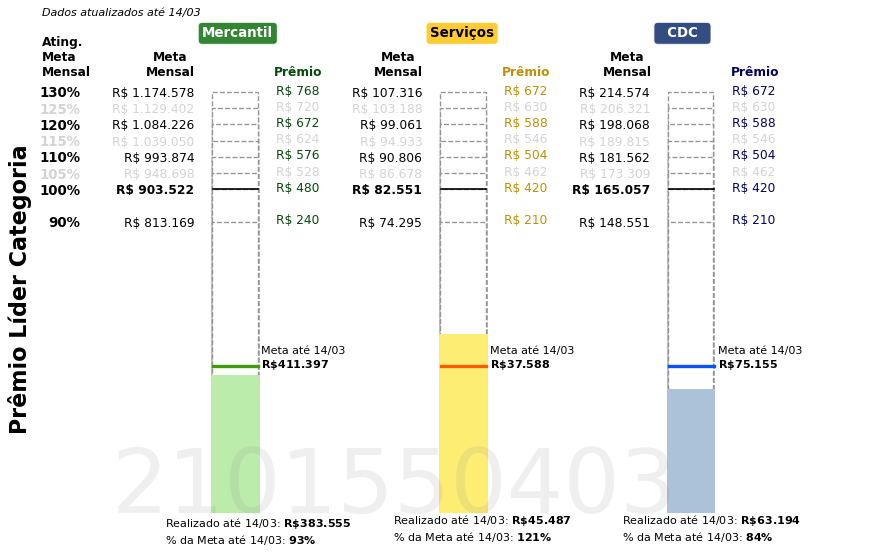 Dados atualizados até 14/03
Mercantil Serviços CDC
Ating. Meta Mensal Meta Mensal Prêmio Meta Mensal Prêmio Meta Mensal Prêmio
130% R$ 1.174.578 R$ 768 R$ 107.316 R$ 672 R$ 214.574 R$ 672
125% R$ 1.129.402 R$ 720 R$ 103.188 R$ 630 R$ 206.321 R$ 630
120% R$ 1.084.226 R$ 672 R$ 99.061 R$ 588 R$ 198.068 R$ 588
115% R$ 1.039.050 R$ 624 R$ 94.933 R$ 546 R$ 189.815 R$ 546
110% R$ 993.874 R$ 576 R$ 90.806 R$ 504 R$ 181.562 R$ 504
105% R$ 948.698 R$ 528 R$ 86.678 R$ 462 R$ 173.309 R$ 462
100% R$ 903.522 R$ 480 R$ 82.551 R$ 420 R$ 165.057 R$ 420
90% R$ 813.169 R$ 240 R$ 74.295 R$ 210 R$ 148.551 R$ 210
Prêmio Líder Categoria
Meta até 14/03 Meta até 14/03 Meta até 14/03
R$411.397 R$37.588 R$75.155
2101550403
Realizado até 14/03: R$383.555 Realizado até 14/03: R$45.487 Realizado até 14/03: R$63.194
% da Meta até 14/03: 93% % da Meta até 14/03: 121% % da Meta até 14/03: 84%